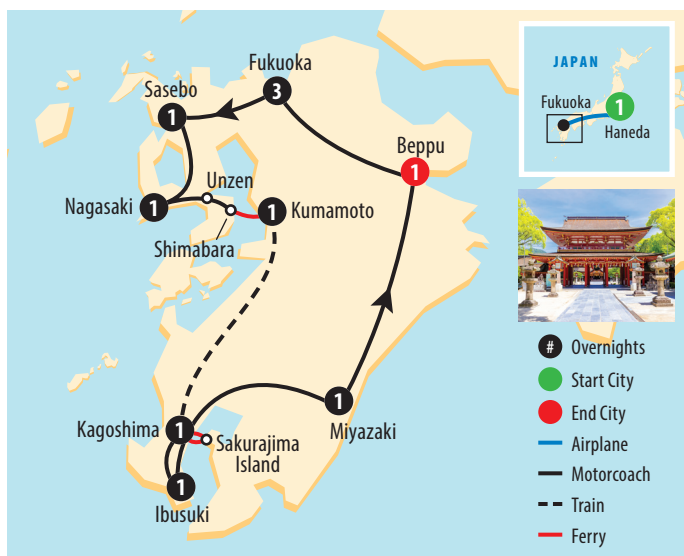 Fukuoka
3
Sasebo
1
Beppu
1
Unzen
Nagasaki
1
1
Kumamoto
Shimabara
Kagoshima
1
Sakurajima
Island
1
Miyazaki
1
Ibusuki
JAPAN
Fukuoka
1
Haneda
# Overnights
Start City
End City
Airplane
Motorcoach
Train
Ferry